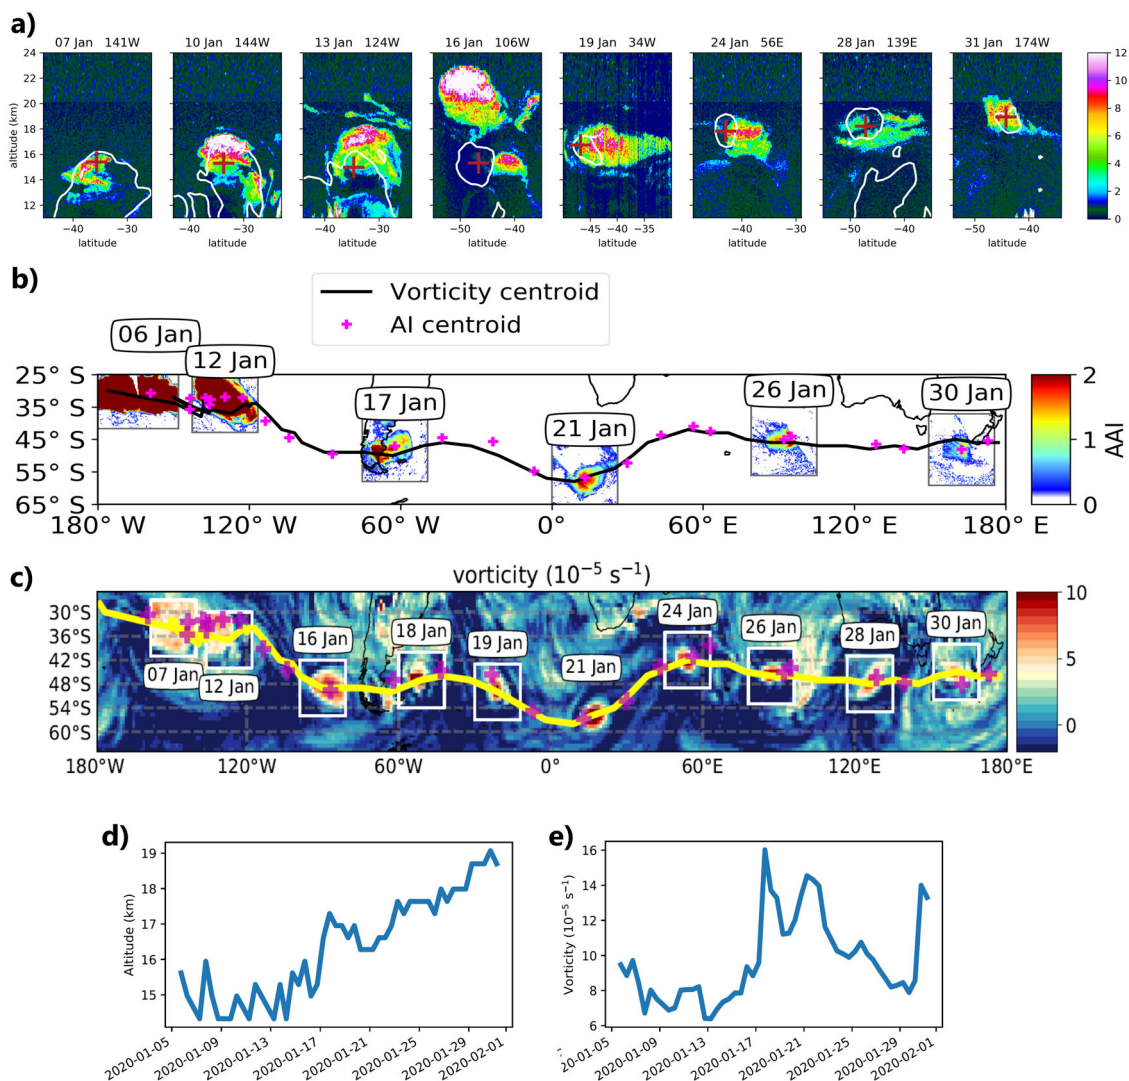 a)
07 Jan 141W
10 Jan 144W
13 Jan 124W
16 Jan 106W
19 Jan 34W
24 Jan 56E
28 Jan 139E
31 Jan 174W
altitude (km)
24
22
20
18
16
14
12
−40 −30
−40 −30
−40 −30
−50 −40
−45 −40 −35
−40 −30
−50 −40
−50 −40
latitude
latitude
latitude
latitude
latitude
latitude
latitude
latitude
12
10
8
6
4
2
0
b)
Vorticity centroid
AI centroid
06 Jan
12 Jan
17 Jan
21 Jan
26 Jan
30 Jan
25° S
35° S
45° S
55° S
65° S
180° W
120° W
60° W
0°
60° E
120° E
180° E
2
1
0
AAI
c)
vorticity (10⁻⁵ s⁻¹)
30°S
36°S
42°S
48°S
54°S
60°S
07 Jan
12 Jan
16 Jan
18 Jan
19 Jan
21 Jan
24 Jan
26 Jan
28 Jan
30 Jan
180°W
120°W
60°W
0°
60°E
120°E
180°E
10
5
0
d)
Altitude (km)
19
18
17
16
15
2020-01-05
2020-01-09
2020-01-13
2020-01-17
2020-01-21
2020-01-25
2020-01-29
2020-02-01
e)
Vorticity (10⁻⁵ s⁻¹)
16
14
12
10
8
6
20-01-05
2020-01-09
2020-01-13
2020-01-17
2020-01-21
2020-01-25
2020-01-29
2020-02-01